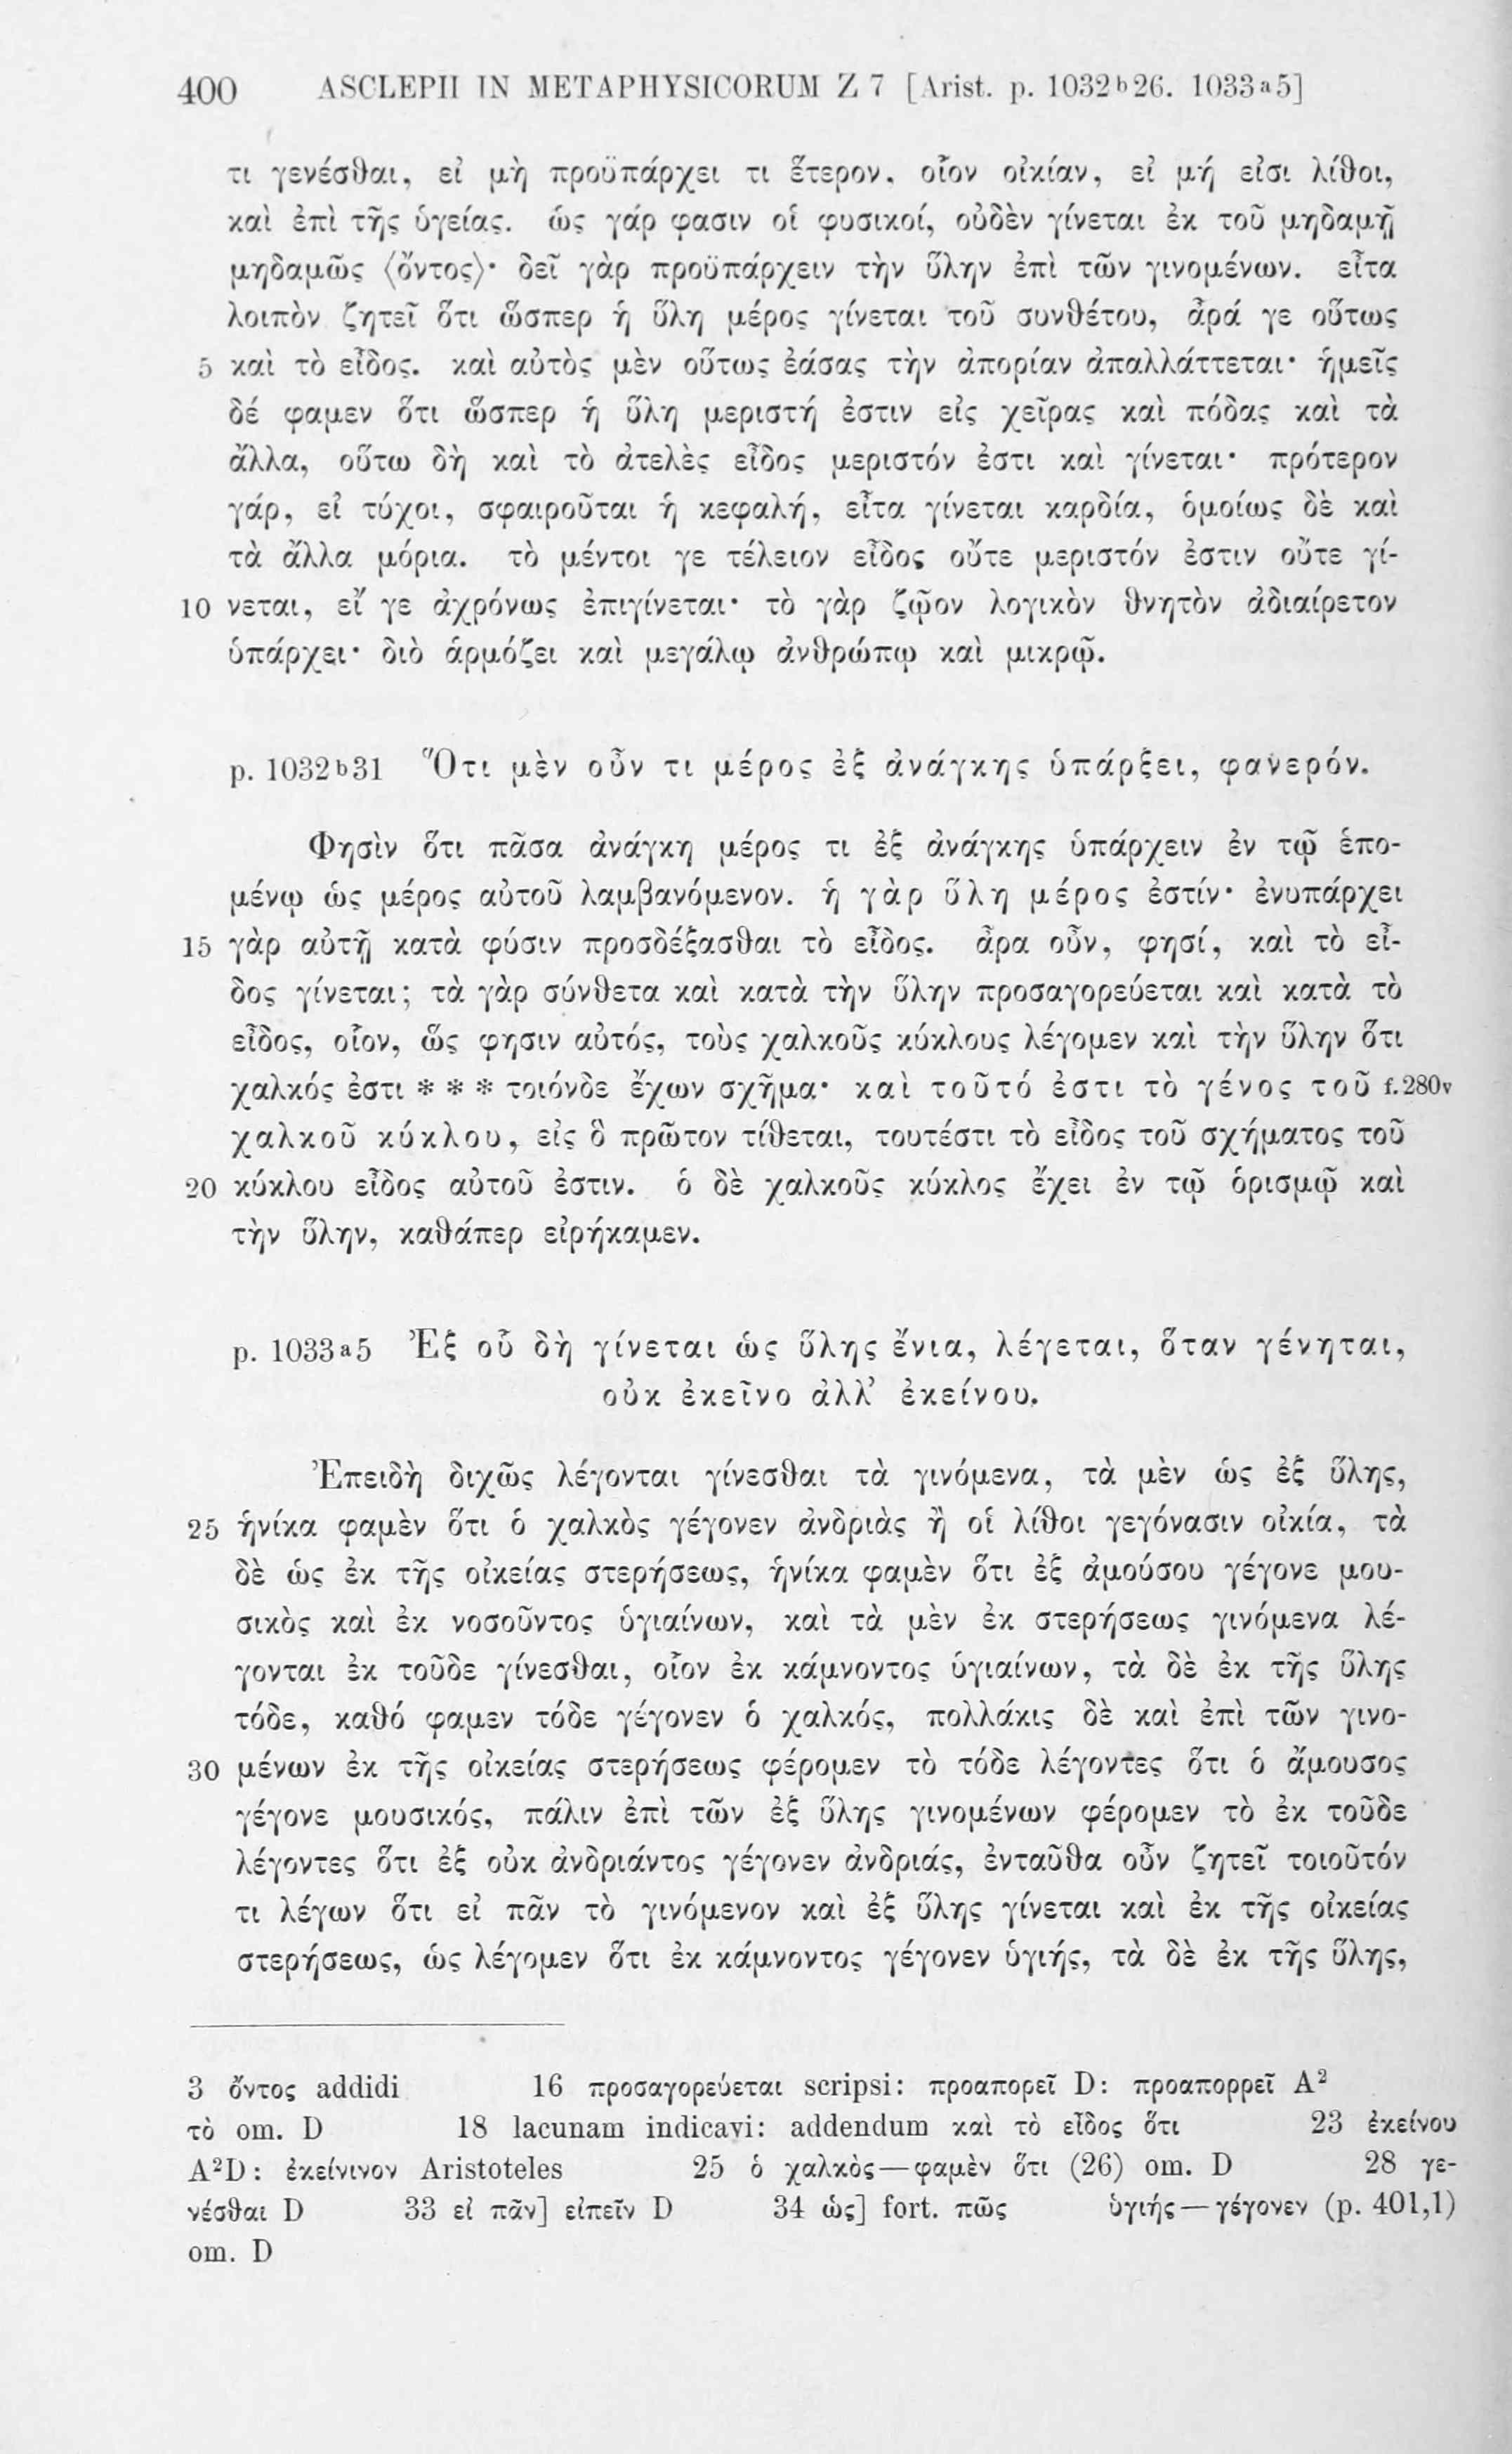 400 ASCLEPII IN METAPHYSICORUM Z 7 [Arist. p. 1032ᵇ26. 1033ᵃ5]
τι γενέσθαι, εἰ μὴ προϋπάρχει τι ἕτερον, οἷον οἰκίαν, εἰ μή εἰσι λίθοι,
καὶ ἐπὶ τῆς ὑγείας. ὡς γάρ φασιν οἱ φυσικοί, οὐδὲν γίνεται ἐκ τοῦ μηδαμῇ
μηδαμῶς ⟨ὄντος⟩· δεῖ γὰρ προϋπάρχειν τὴν ὕλην ἐπὶ τῶν γινομένων. εἶτα
λοιπὸν ζητεῖ ὅτι ὥσπερ ἡ ὕλη μέρος γίνεται τοῦ συνθέτου, ἆρά γε οὕτως
5 καὶ τὸ εἶδος. καὶ αὐτὸς μὲν οὕτως ἐάσας τὴν ἀπορίαν ἀπαλλάττεται· ἡμεῖς
δέ φαμεν ὅτι ὥσπερ ἡ ὕλη μεριστή ἐστιν εἰς χεῖρας καὶ πόδας καὶ τὰ
ἄλλα, οὕτω δὴ καὶ τὸ ἀτελὲς εἶδος μεριστόν ἐστι καὶ γίνεται· πρότερον
γάρ, εἰ τύχοι, σφαιροῦται ἡ κεφαλή, εἶτα γίνεται καρδία, ὁμοίως δὲ καὶ
τὰ ἄλλα μόρια. τὸ μέντοι γε τέλειον εἶδος οὔτε μεριστόν ἐστιν οὔτε γί-
10 νεται, εἴ γε ἀχρόνως ἐπιγίνεται· τὸ γὰρ ζῷον λογικὸν θνητὸν ἀδιαίρετον
ὑπάρχει· διὸ ἁρμόζει καὶ μεγάλῳ ἀνθρώπῳ καὶ μικρῷ.
p. 1032ᵇ31 Ὅτι μὲν οὖν τι μέρος ἐξ ἀνάγκης ὑπάρξει, φανερόν.
Φησὶν ὅτι πᾶσα ἀνάγκη μέρος τι ἐξ ἀνάγκης ὑπάρχειν ἐν τῷ ἑπο-
μένῳ ὡς μέρος αὐτοῦ λαμβανόμενον. ἡ γὰρ ὕλη μέρος ἐστίν· ἐνυπάρχει
15 γὰρ αὐτῇ κατὰ φύσιν προσδέξασθαι τὸ εἶδος. ἆρα οὖν, φησί, καὶ τὸ εἶ-
δος γίνεται; τὰ γὰρ σύνθετα καὶ κατὰ τὴν ὕλην προσαγορεύεται καὶ κατὰ τὸ
εἶδος, οἷον, ὥς φησιν αὐτός, τοὺς χαλκοῦς κύκλους λέγομεν καὶ τὴν ὕλην ὅτι
χαλκός ἐστι * * * τοιόνδε ἔχων σχῆμα· καὶ τοῦτό ἐστι τὸ γένος τοῦ f. 280v
χαλκοῦ κύκλου, εἰς ὃ πρῶτον τίθεται, τουτέστι τὸ εἶδος τοῦ σχήματος τοῦ
20 κύκλου εἶδος αὐτοῦ ἐστιν. ὁ δὲ χαλκοῦς κύκλος ἔχει ἐν τῷ ὁρισμῷ καὶ
τὴν ὕλην, καθάπερ εἰρήκαμεν.
p. 1033ᵃ5 Ἐξ οὗ δὴ γίνεται ὡς ὕλης ἔνια, λέγεται, ὅταν γένηται,
οὐκ ἐκεῖνο ἀλλ’ ἐκείνου.
Ἐπειδὴ διχῶς λέγονται γίνεσθαι τὰ γινόμενα, τὰ μὲν ὡς ἐξ ὕλης,
25 ἡνίκα φαμὲν ὅτι ὁ χαλκὸς γέγονεν ἀνδριὰς ἢ οἱ λίθοι γεγόνασιν οἰκία, τὰ
δὲ ὡς ἐκ τῆς οἰκείας στερήσεως, ἡνίκα φαμὲν ὅτι ἐξ ἀμούσου γέγονε μου-
σικὸς καὶ ἐκ νοσοῦντος ὑγιαίνων, καὶ τὰ μὲν ἐκ στερήσεως γινόμενα λέ-
γονται ἐκ τοῦδε γίνεσθαι, οἷον ἐκ κάμνοντος ὑγιαίνων, τὰ δὲ ἐκ τῆς ὕλης
τόδε, καθό φαμεν τόδε γέγονεν ὁ χαλκός, πολλάκις δὲ καὶ ἐπὶ τῶν γινο-
30 μένων ἐκ τῆς οἰκείας στερήσεως φέρομεν τὸ τόδε λέγοντες ὅτι ὁ ἄμουσος
γέγονε μουσικός, πάλιν ἐπὶ τῶν ἐξ ὕλης γινομένων φέρομεν τὸ ἐκ τοῦδε
λέγοντες ὅτι ἐξ οὐκ ἀνδριάντος γέγονεν ἀνδριάς, ἐνταῦθα οὖν ζητεῖ τοιοῦτόν
τι λέγων ὅτι εἰ πᾶν τὸ γινόμενον καὶ ἐξ ὕλης γίνεται καὶ ἐκ τῆς οἰκείας
στερήσεως, ὡς λέγομεν ὅτι ἐκ κάμνοντος γέγονεν ὑγιής, τὰ δὲ ἐκ τῆς ὕλης,
3 ὄντος addidi 16 προσαγορεύεται scripsi: προαπορεῖ D: προαπορρεῖ A²
τὸ om. D 18 lacunam indicavi: addendum καὶ τὸ εἶδος ὅτι 23 ἐκείνου
A²D: ἐκείνινον Aristoteles 25 ὁ χαλκὸς—φαμὲν ὅτι (26) om. D 28 γε-
νέσθαι D 33 εἰ πᾶν] εἰπεῖν D 34 ὡς] fort. πῶς ὑγιής—γέγονεν (p. 401,1)
om. D